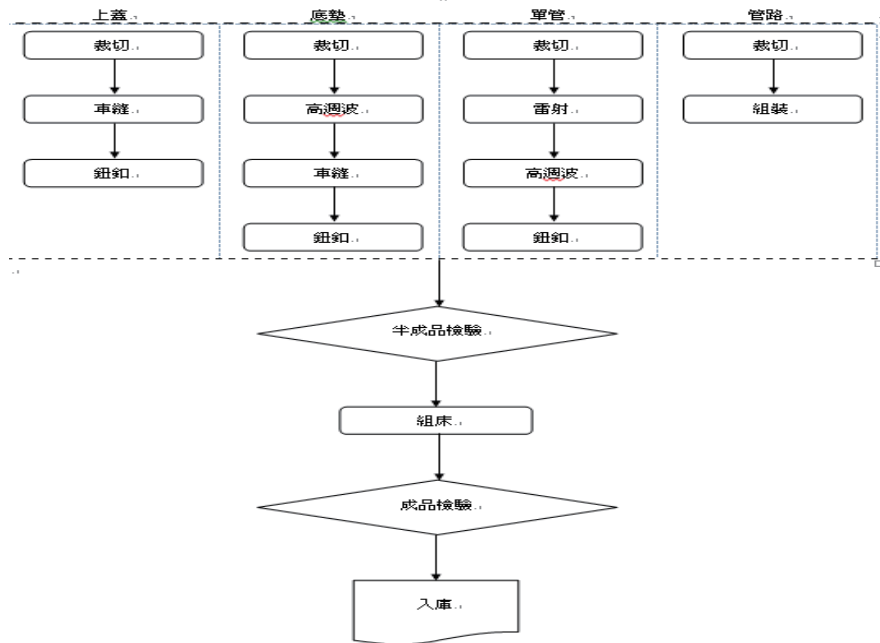 上蓋 底墊 單管 管路
裁切 裁切 裁切 裁切
車縫 高週波 雷射 組裝
鈕釦 車縫 高週波
鈕釦 鈕釦
半成品檢驗
組床
成品檢驗
入庫